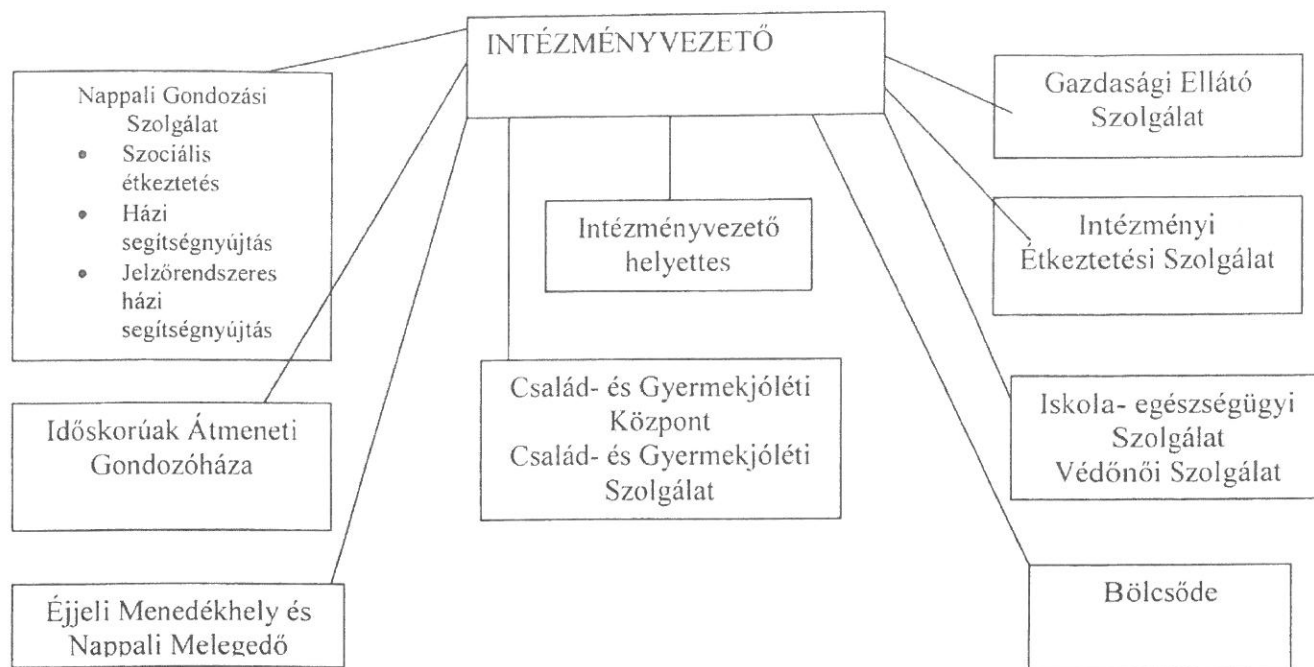 INTÉZMÉNYVEZETŐ
Nappali Gondozási
Szolgálat
• Szociális
étkeztetés
• Házi
segítségnyújtás
• Jelzőrendszeres
házi
segítségnyújtás
Időskorúak Átmeneti
Gondozóháza
Éjjeli Menedékhely és
Nappali Melegedő
Intézményvezető
helyettes
Család- és Gyermekjóléti
Központ
Család- és Gyermekjóléti
Szolgálat
Gazdasági Ellátó
Szolgálat
Intézményi
Étkeztetési Szolgálat
Iskola- egészségügyi
Szolgálat
Védőnői Szolgálat
Bölcsőde